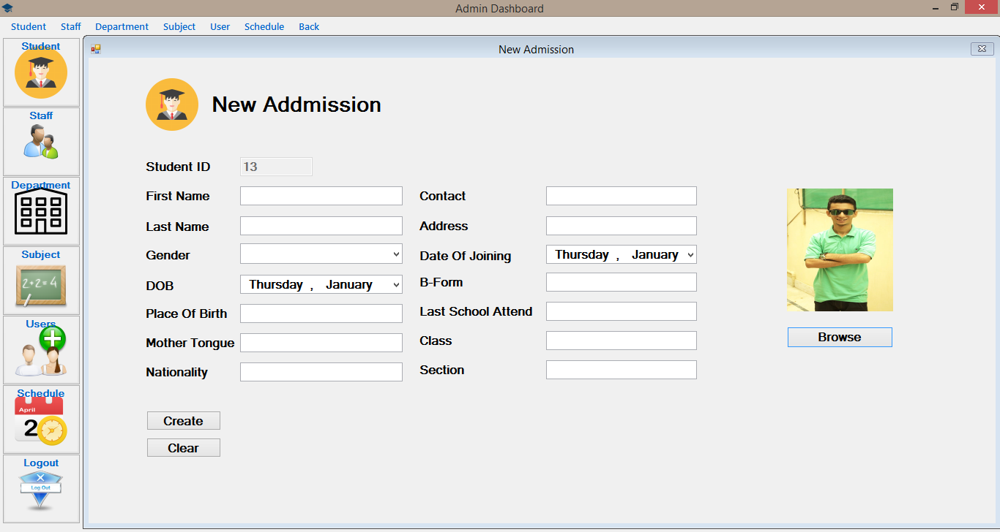 Admin Dashboard
Student Staff Department Subject User Schedule Back
New Admission
Student
Staff
Department
Subject
2+2=4
Users
Schedule
April
2
Logout
Log Out
New Addmission
Student ID 13
First Name Contact
Last Name Address
Gender Date Of Joining Thursday , January
DOB Thursday , January B-Form
Place Of Birth Last School Attend
Mother Tongue Class
Nationality Section
Browse
Create
Clear